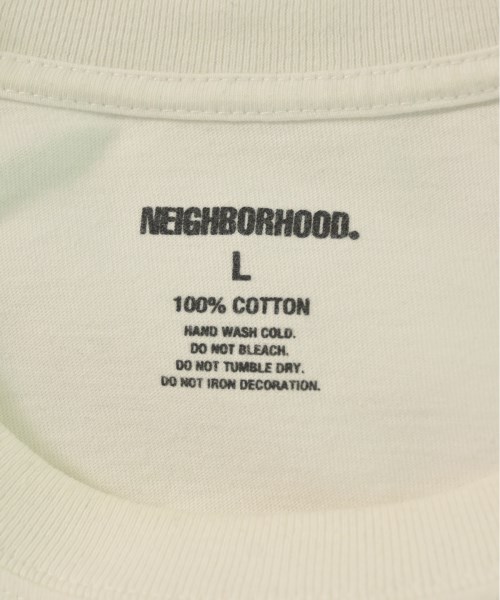 NEIGHBORHOOD.
L
100% COTTON
HAND WASH COLD.
DO NOT BLEACH.
DO NOT TUMBLE DRY.
DO NOT IRON DECORATION.